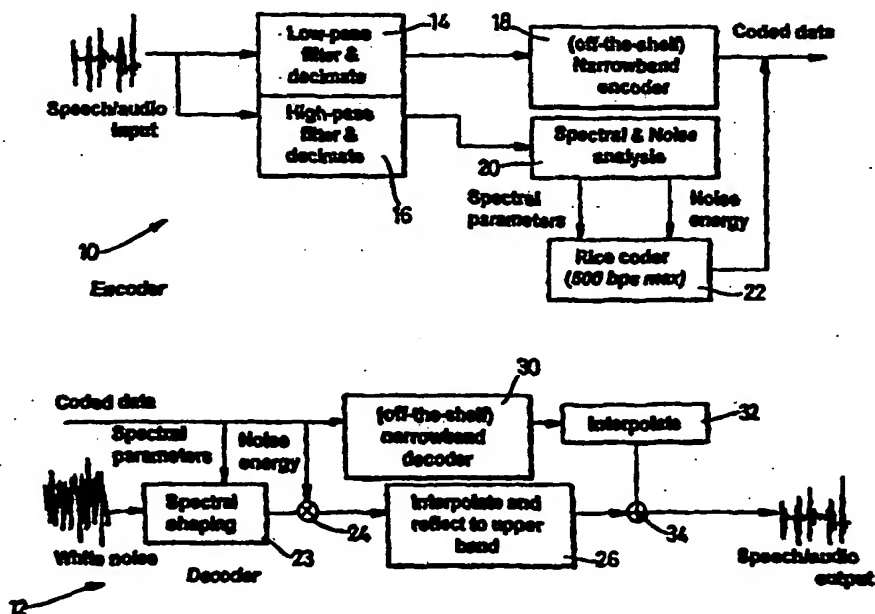 Low-pass
filter &
decimate
14
18
(off-the-shelf)
Narrowband
encoder
Coded data
Speech/audio
input
High-pass
filter &
decimate
16
20
Spectral & Noise
analysis
Spectral
parameters
Noise
energy
10
Encoder
Rice coder
(500 bps max)
22
Coded data
30
(off-the-shelf)
narrowband
decoder
Interpolate
32
Spectral
parameters
Noise
energy
Spectral
shaping
23
24
Interpolate and
reflect to upper
band
26
34
White noise
Decoder
12
Speech/audio
output